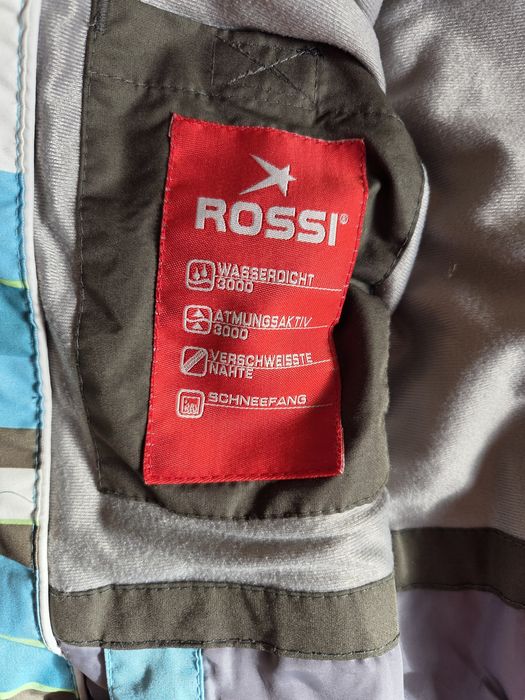 ROSSI®
WASSERDICHT
3000
ATMUNGSAKTIV
3000
VERSCHWEISSTE
NÄHTE
SCHNEEFANG